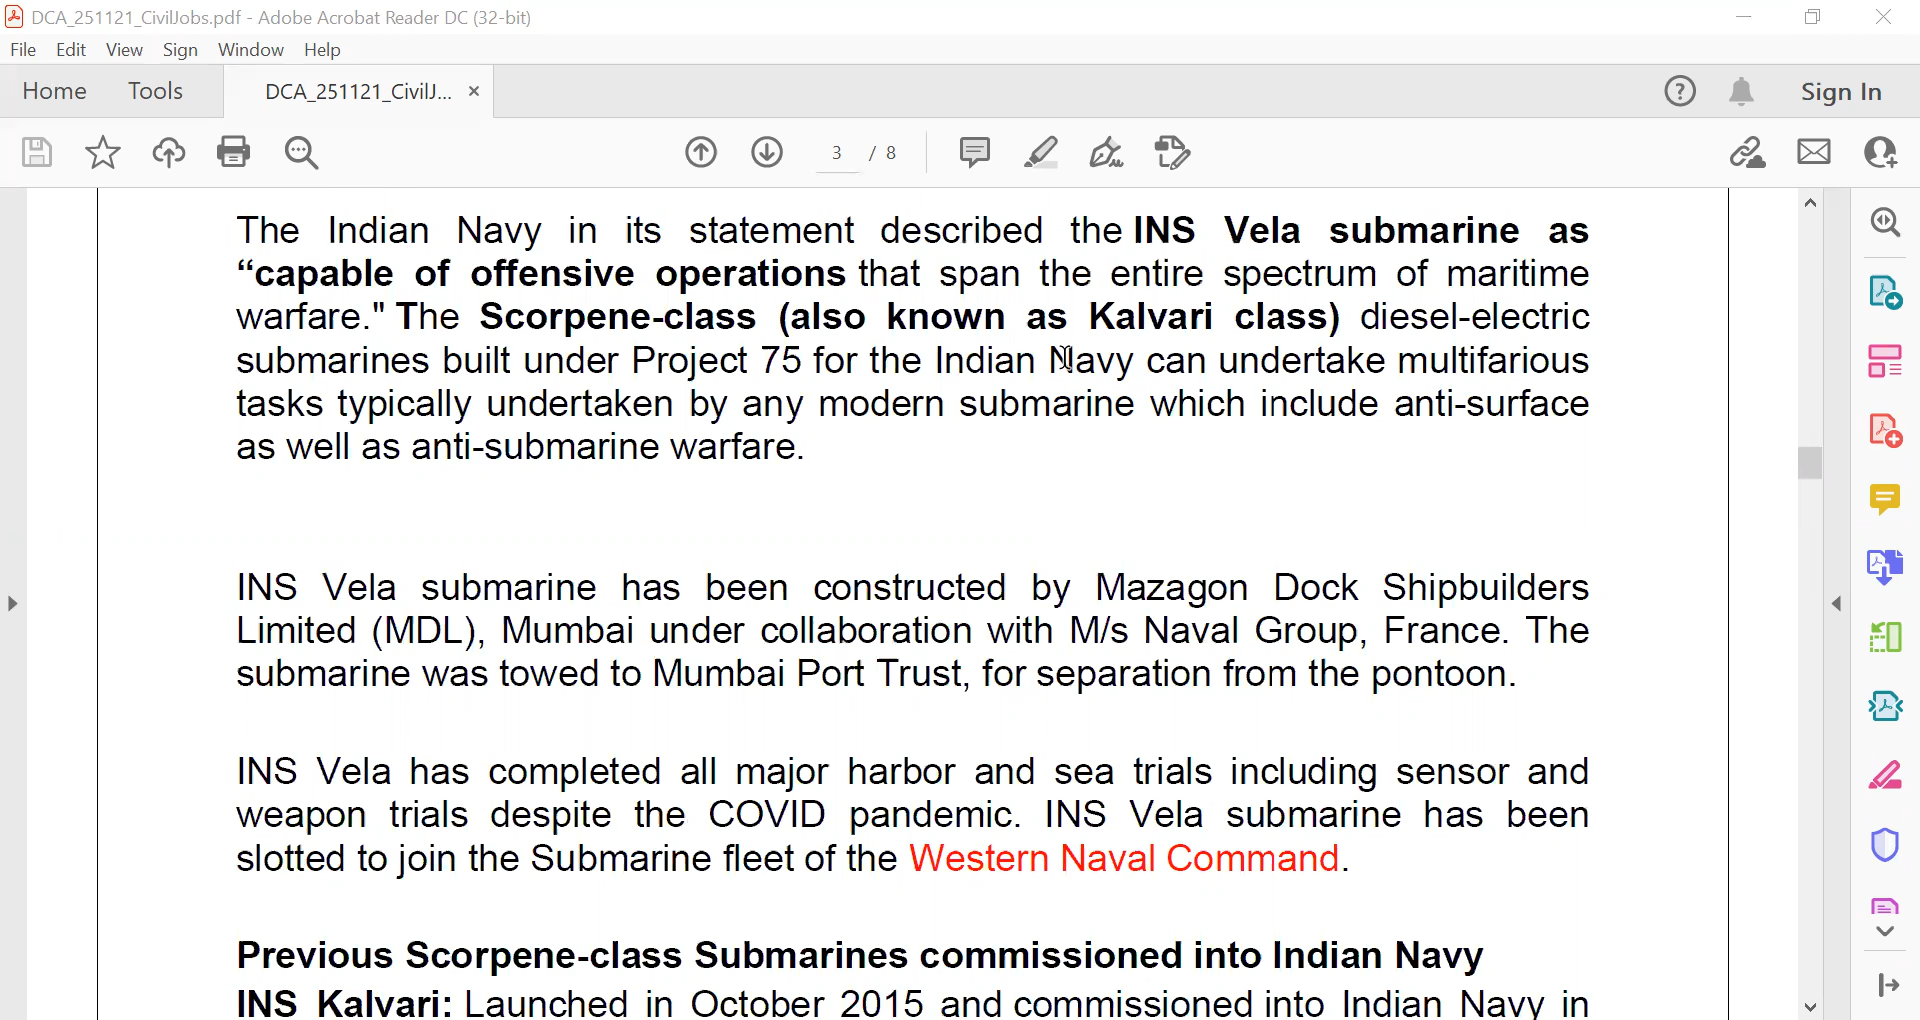 DCA_251121_CivilJobs.pdf - Adobe Acrobat Reader DC (32-bit)
File Edit View Sign Window Help
Home Tools DCA_251121_CivilJ... × Sign In
3 / 8
The Indian Navy in its statement described the INS Vela submarine as
“capable of offensive operations that span the entire spectrum of maritime
warfare." The Scorpene-class (also known as Kalvari class) diesel-electric
submarines built under Project 75 for the Indian Navy can undertake multifarious
tasks typically undertaken by any modern submarine which include anti-surface
as well as anti-submarine warfare.
INS Vela submarine has been constructed by Mazagon Dock Shipbuilders
Limited (MDL), Mumbai under collaboration with M/s Naval Group, France. The
submarine was towed to Mumbai Port Trust, for separation from the pontoon.
INS Vela has completed all major harbor and sea trials including sensor and
weapon trials despite the COVID pandemic. INS Vela submarine has been
slotted to join the Submarine fleet of the Western Naval Command.
Previous Scorpene-class Submarines commissioned into Indian Navy
INS Kalvari: Launched in October 2015 and commissioned into Indian Navy in